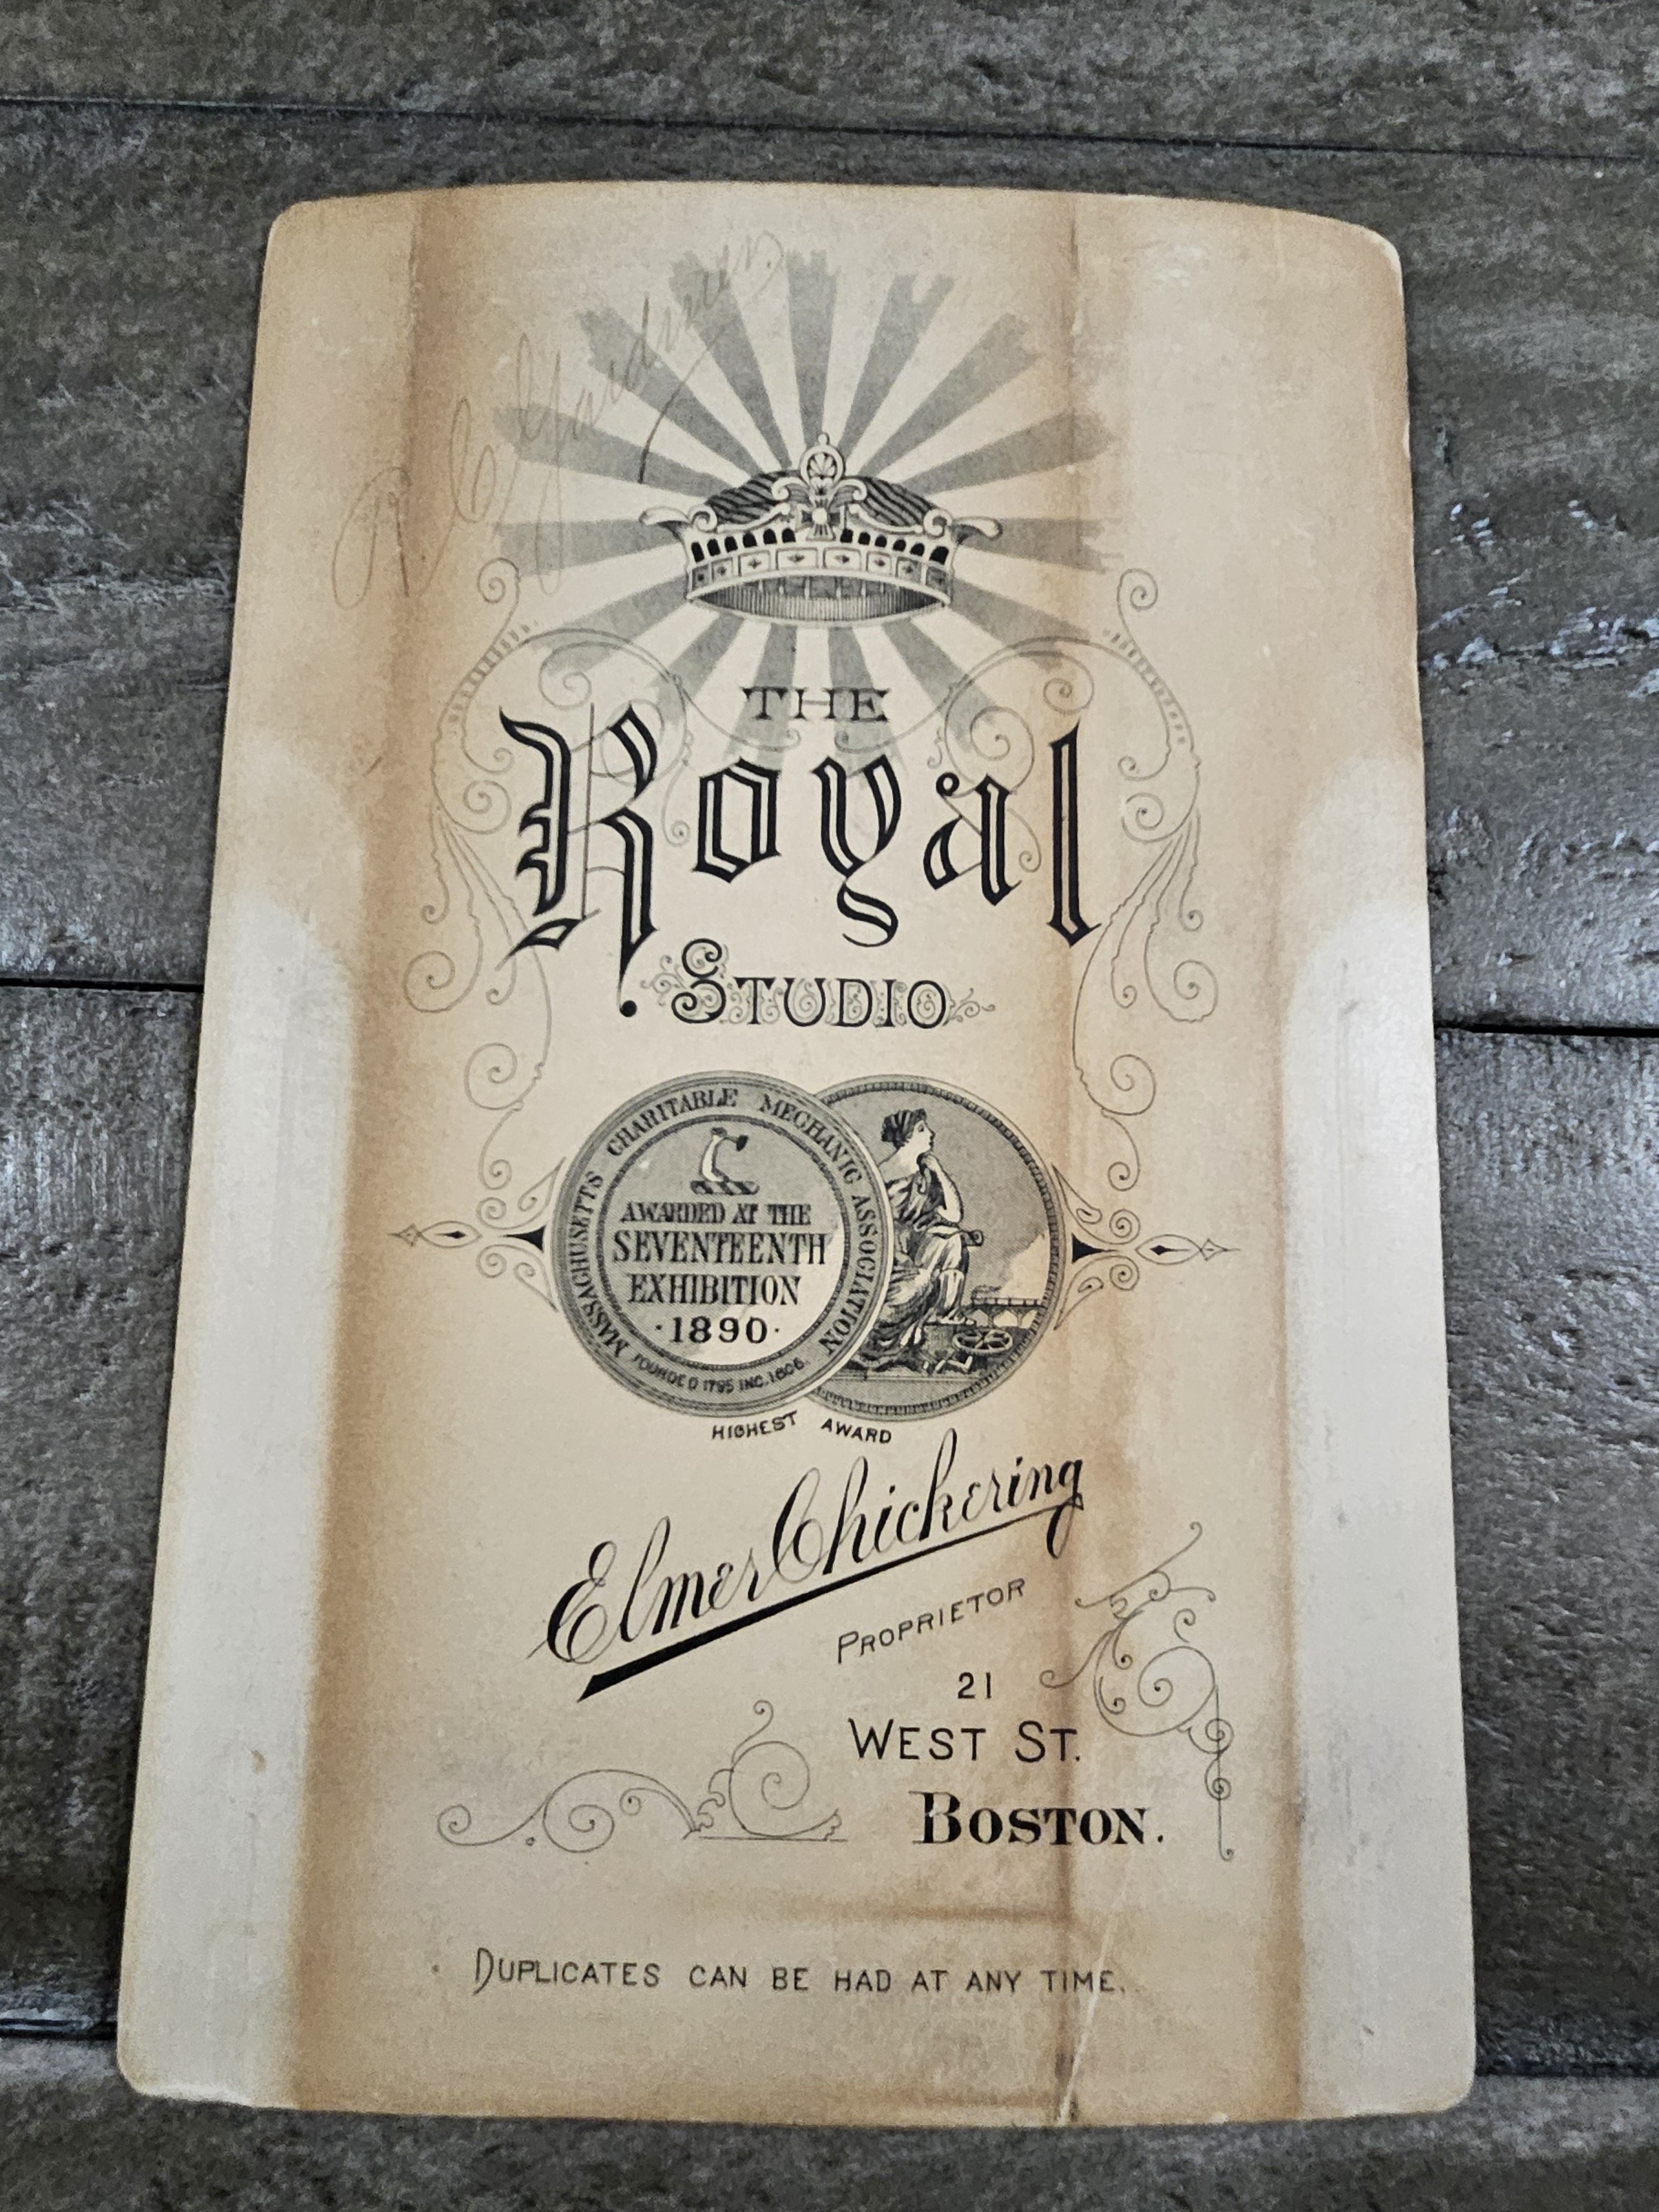 THE
Royal
STUDIO
MASSACHUSETTS CHARITABLE MECHANIC ASSOCIATION
AWARDED AT THE
SEVENTEENTH
EXHIBITION
·1890·
FOUNDED 1795 INC. 1806.
HIGHEST AWARD
Elmer Chickering
PROPRIETOR
21
WEST ST.
BOSTON.
DUPLICATES CAN BE HAD AT ANY TIME.